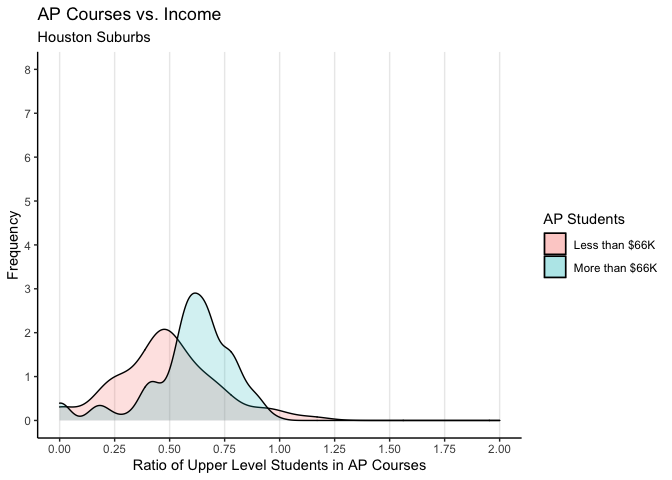 AP Courses vs. Income
Houston Suburbs
8
7
6
5
4
3
2
1
0
Frequency
0.00 0.25 0.50 0.75 1.00 1.25 1.50 1.75 2.00
Ratio of Upper Level Students in AP Courses
AP Students
Less than $66K
More than $66K